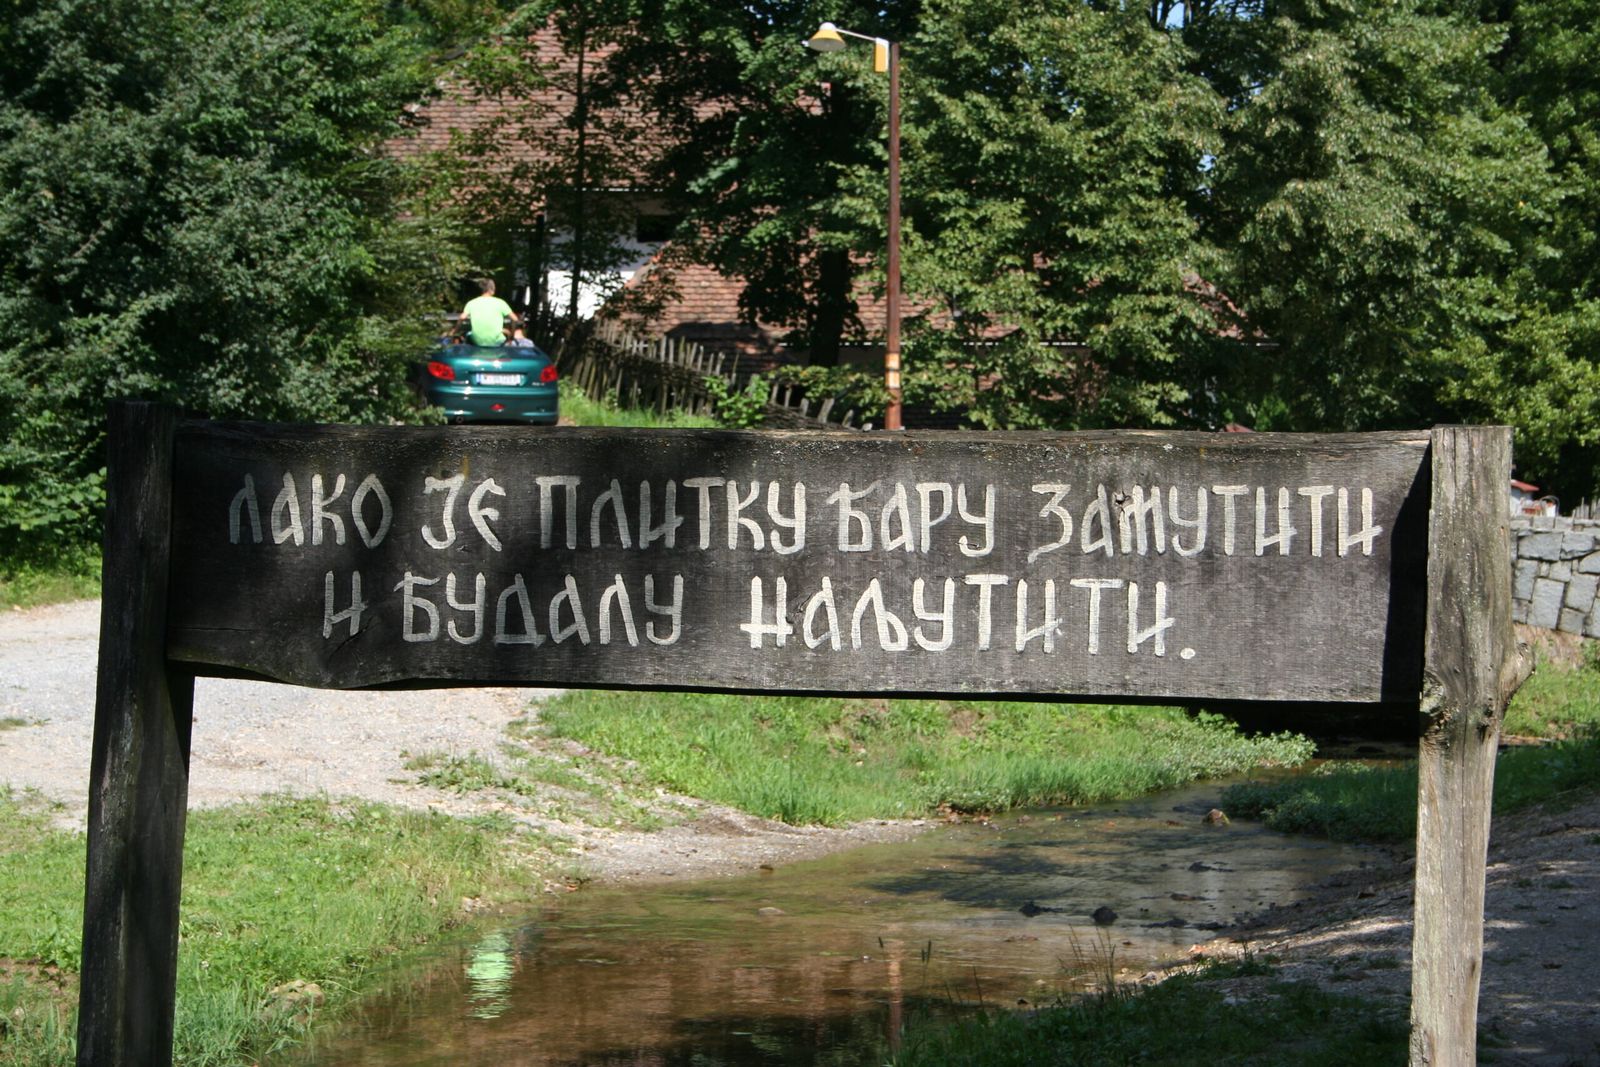 ЛАКО ЈЕ ПЛИТКУ БАРУ ЗАМУТИТИ
И БУДАЛУ НАЉУТИТИ.